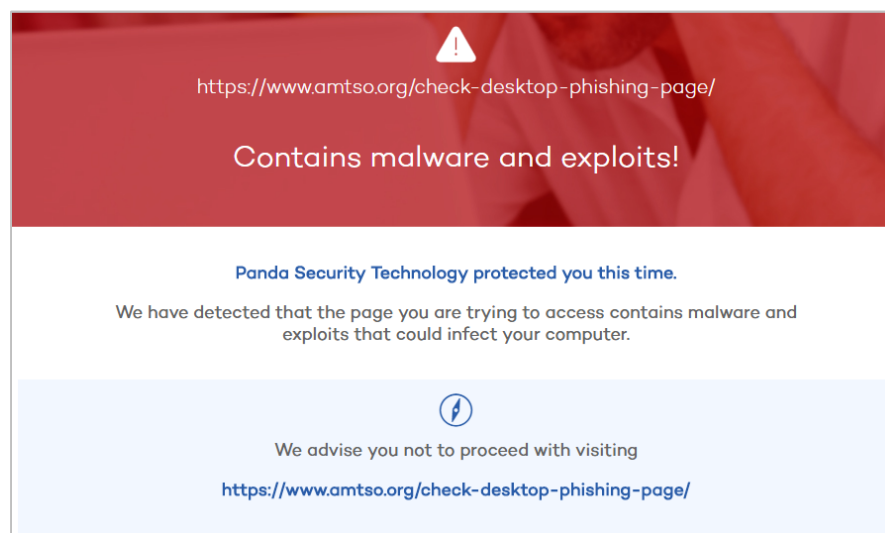 https://www.amtso.org/check-desktop-phishing-page/
Contains malware and exploits!
Panda Security Technology protected you this time.
We have detected that the page you are trying to access contains malware and
exploits that could infect your computer.
We advise you not to proceed with visiting
https://www.amtso.org/check-desktop-phishing-page/